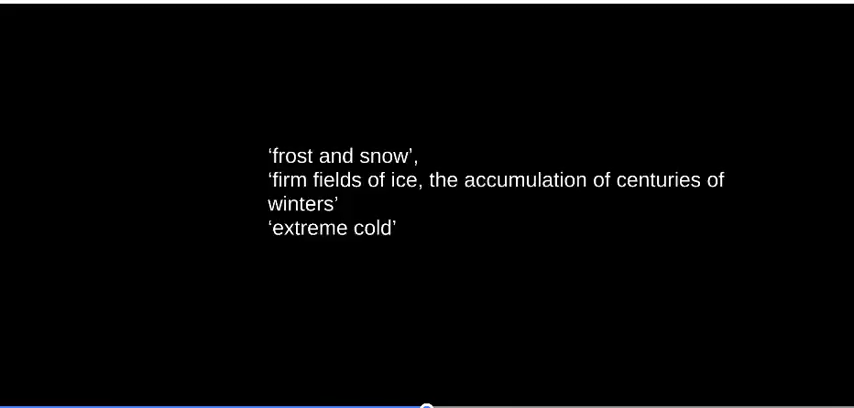 ‘frost and snow’,
‘firm fields of ice, the accumulation of centuries of
winters’
‘extreme cold’